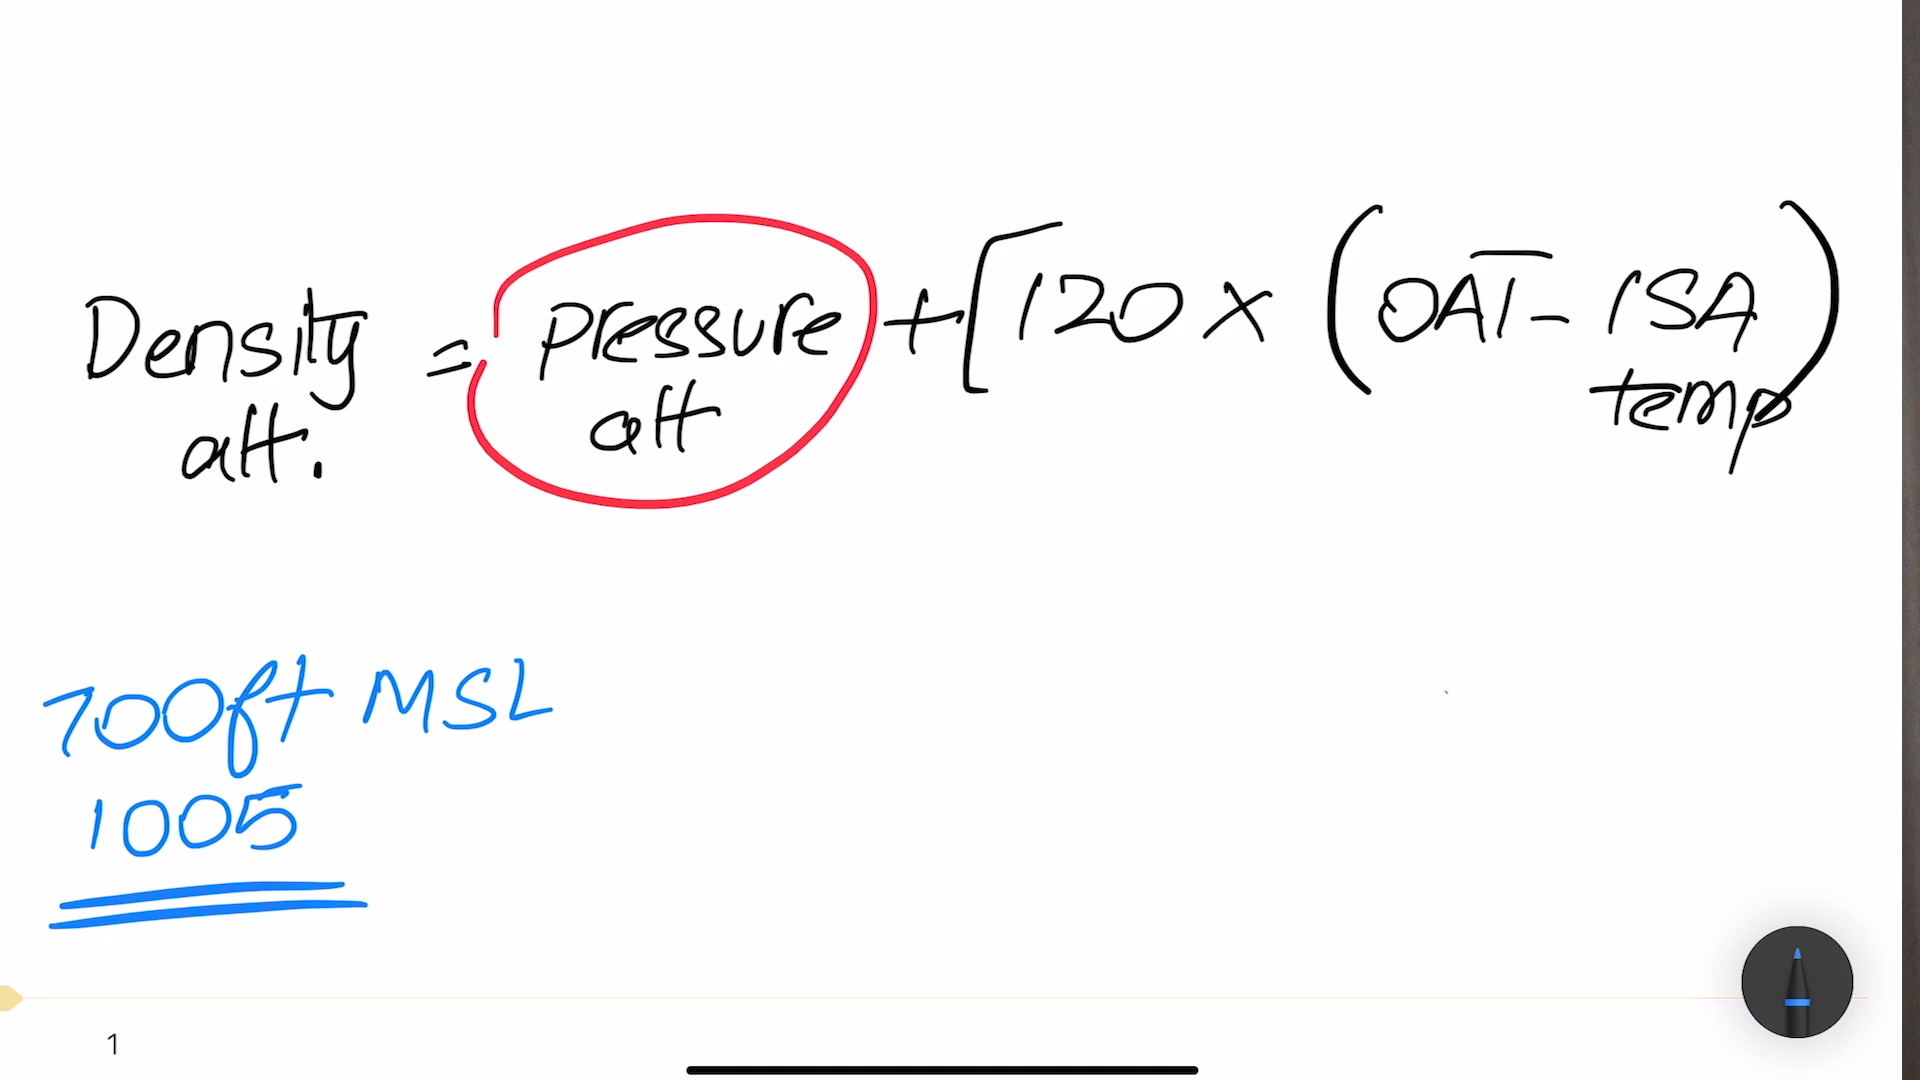 Density = pressure + [120 x (OAT - ISA)
alt. alt temp
700ft MSL
1005
1